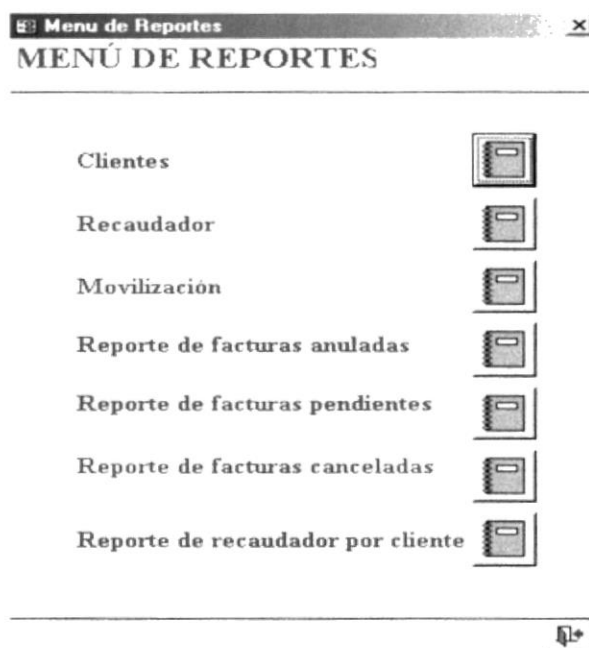 Menu de Reportes
MENÚ DE REPORTES
Clientes
Recaudador
Movilización
Reporte de facturas anuladas
Reporte de facturas pendientes
Reporte de facturas canceladas
Reporte de recaudador por cliente